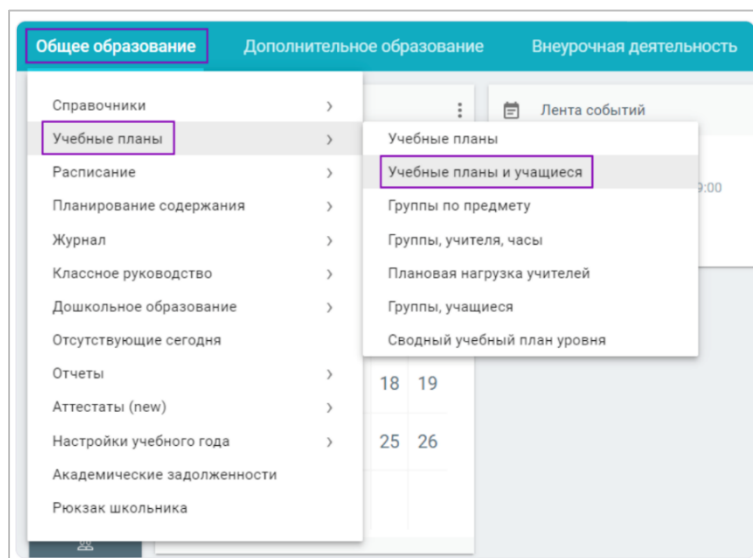 Общее образование Дополнительное образование Внеурочная деятельность
Справочники
Учебные планы
Расписание
Планирование содержания
Журнал
Классное руководство
Дошкольное образование
Отсутствующие сегодня
Отчеты
Аттестаты (new)
Настройки учебного года
Академические задолженности
Рюкзак школьника
Учебные планы
Учебные планы и учащиеся
Группы по предмету
Группы, учителя, часы
Плановая нагрузка учителей
Группы, учащиеся
Сводный учебный план уровня
Лента событий
18 19
25 26